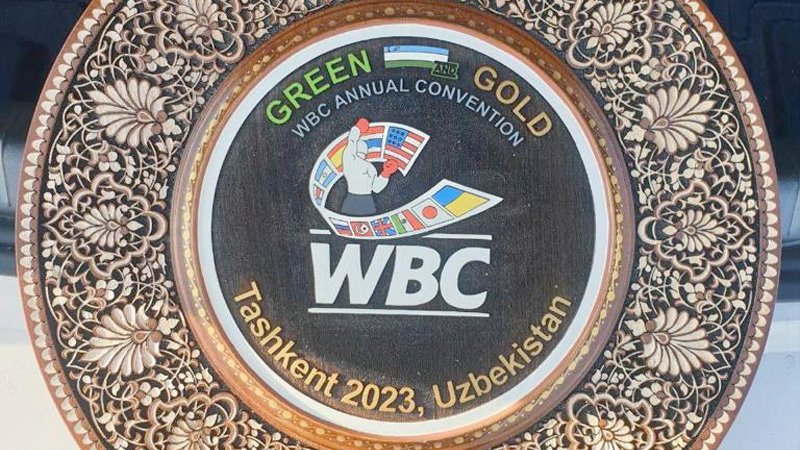 GREEN AND GOLD
WBC ANNUAL CONVENTION
WBC
Tashkent 2023, Uzbekistan